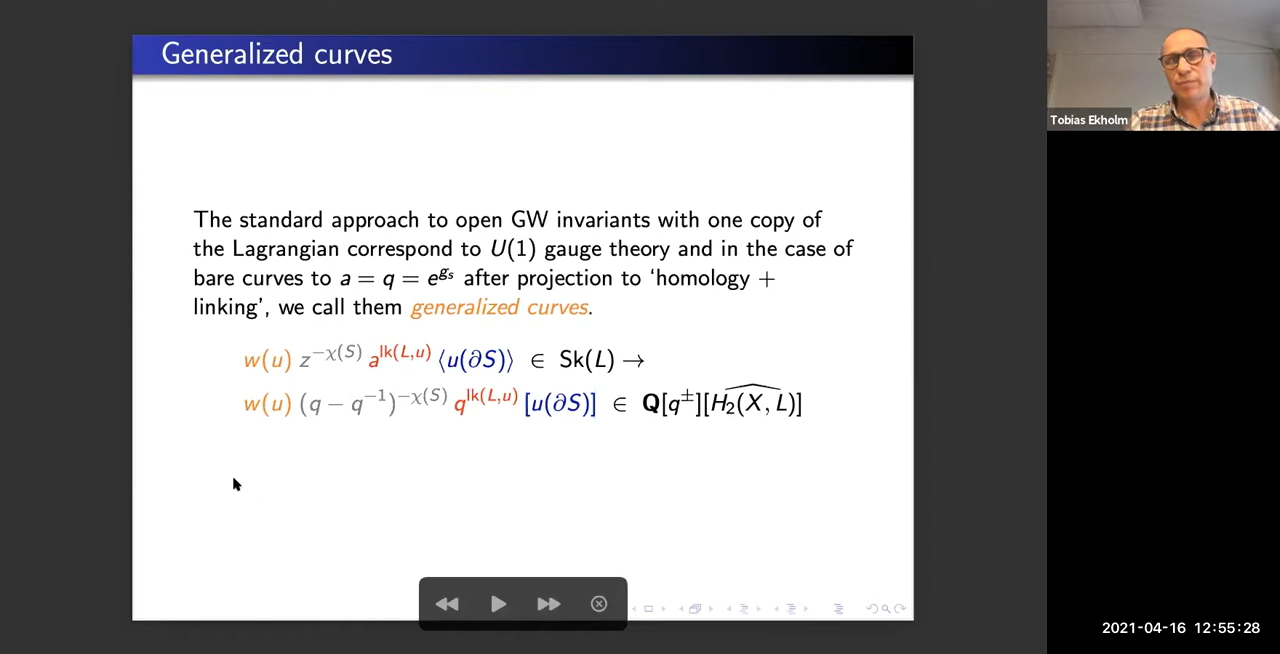 Generalized curves
The standard approach to open GW invariants with one copy of
the Lagrangian correspond to U(1) gauge theory and in the case of
bare curves to a = q = e^{g_s} after projection to ‘homology +
linking’, we call them generalized curves.
w(u) z^{−χ(S)} a^{lk(L,u)} ⟨u(∂S)⟩ ∈ Sk(L) →
w(u) (q − q^{−1})^{−χ(S)} q^{lk(L,u)} [u(∂S)] ∈ Q[q^±][\widehat{H_2(X, L)}]
Tobias Ekholm
2021-04-16 12:55:28